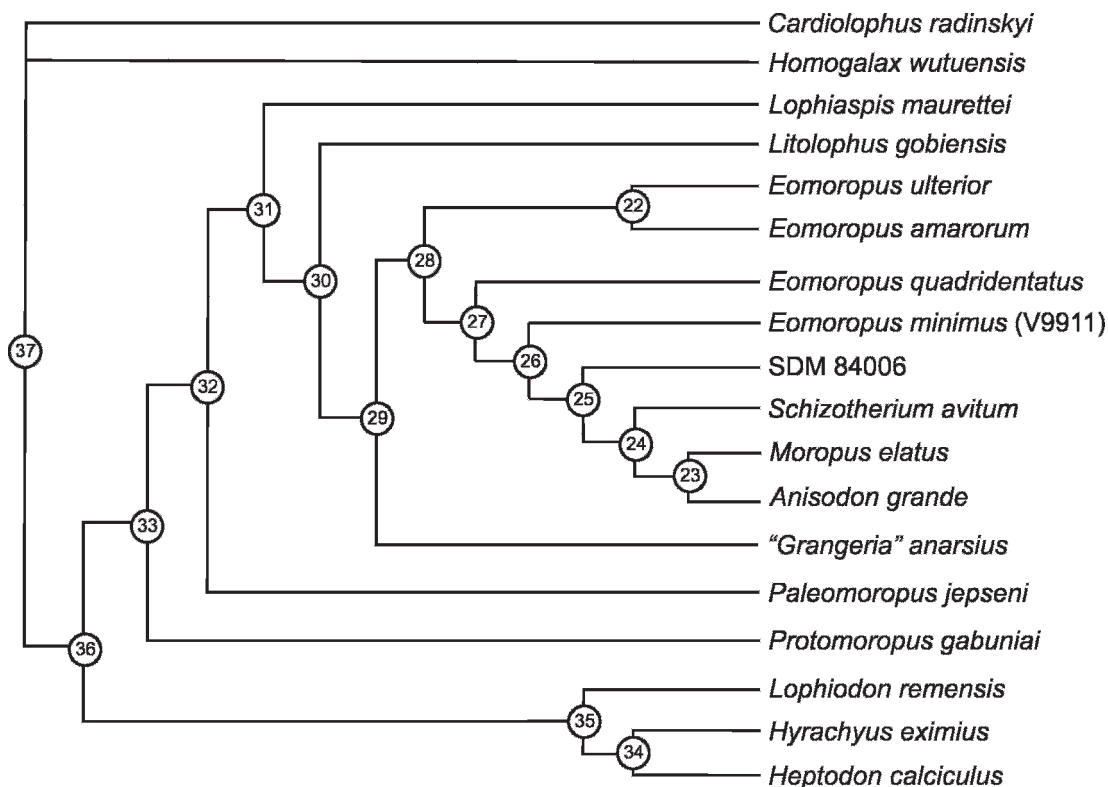 Cardiolophus radinskyi
Homogalax wutuensis
Lophiaspis maurettei
Litolophus gobiensis
Eomoropus ulterior
22
Eomoropus amarorum
31
28
Eomoropus quadridentatus
30
27
Eomoropus minimus (V9911)
37
26
SDM 84006
32
25
Schizotherium avitum
29
24
Moropus elatus
23
Anisodon grande
33
“Grangeria” anarsius
Paleomoropus jepseni
36
Protomoropus gabuniai
Lophiodon remensis
35
Hyrachyus eximius
34
Heptodon calciculus